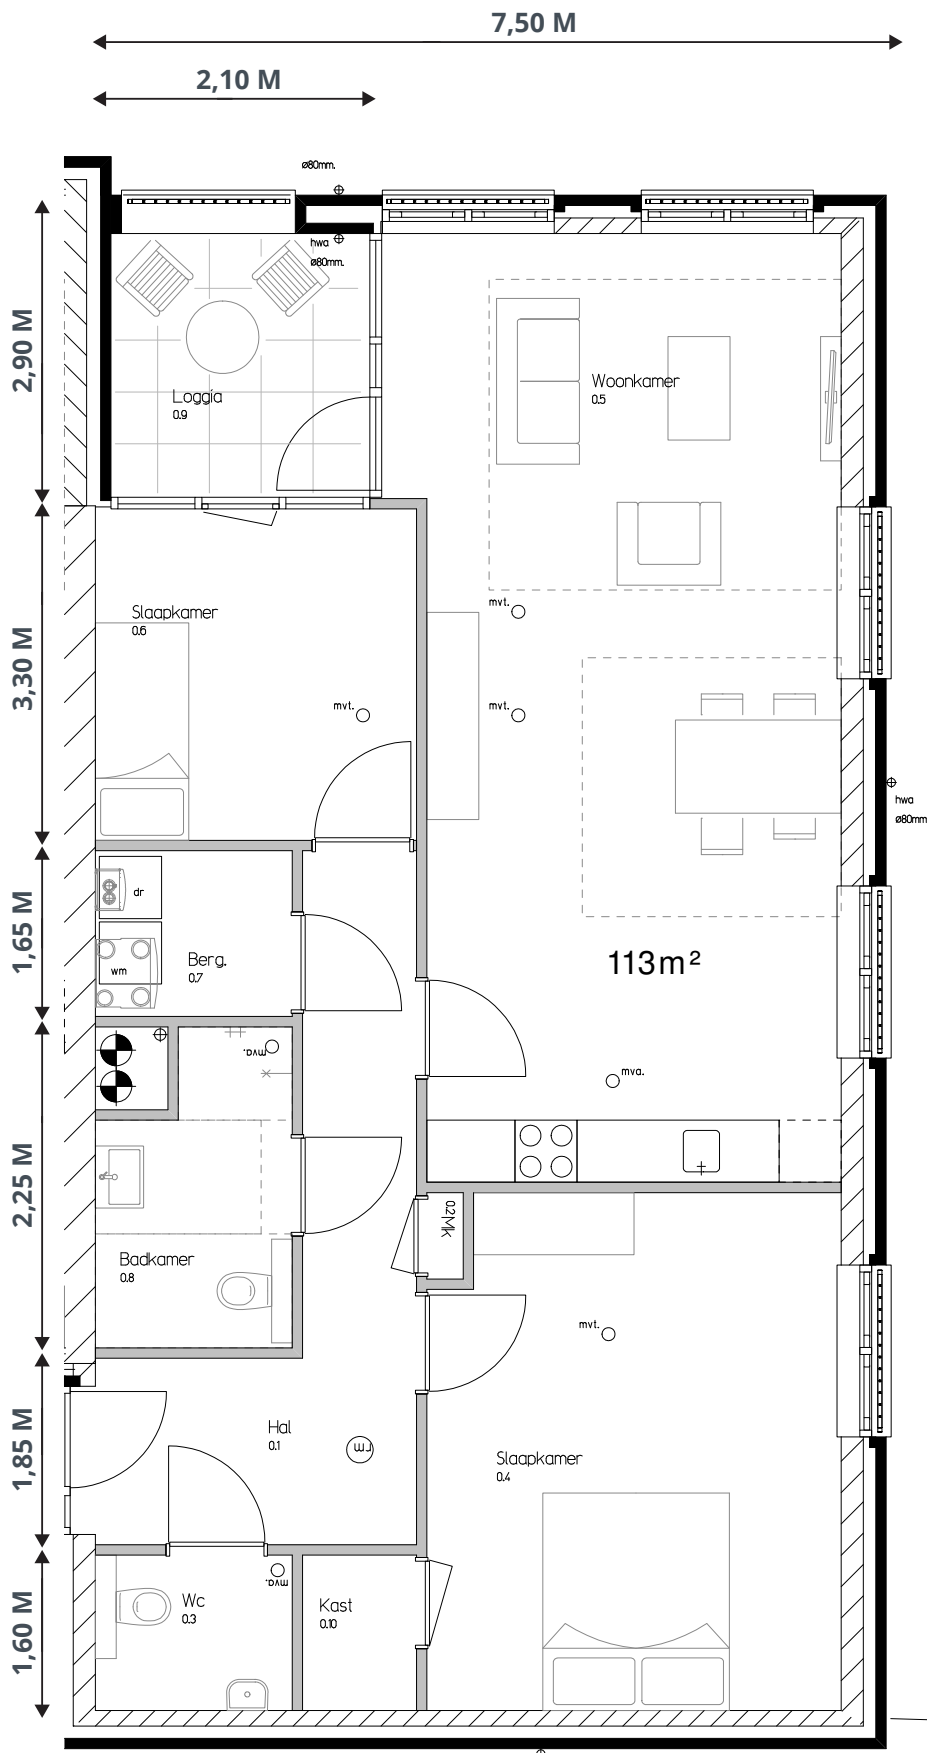 7,50 M
2,10 M
ø80mm.
hwa
ø80mm.
2,90 M
Loggia
0.9
Woonkamer
0.5
mvt.
Slaapkamer
0.6
3,30 M
mvt.
mvt.
hwa
ø80mm
dr
1,65 M
wm
Berg.
0.7
113m²
mva.
mva.
2,25 M
0.2Mk
Badkamer
0.8
mvt.
Hal
0.1
rm
1,85 M
Slaapkamer
0.4
mva.
Wc
0.3
Kast
0.10
1,60 M